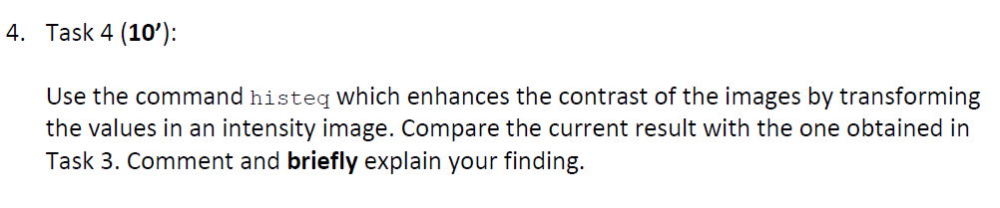 4. Task 4 (10’):
Use the command histeq which enhances the contrast of the images by transforming
the values in an intensity image. Compare the current result with the one obtained in
Task 3. Comment and briefly explain your finding.